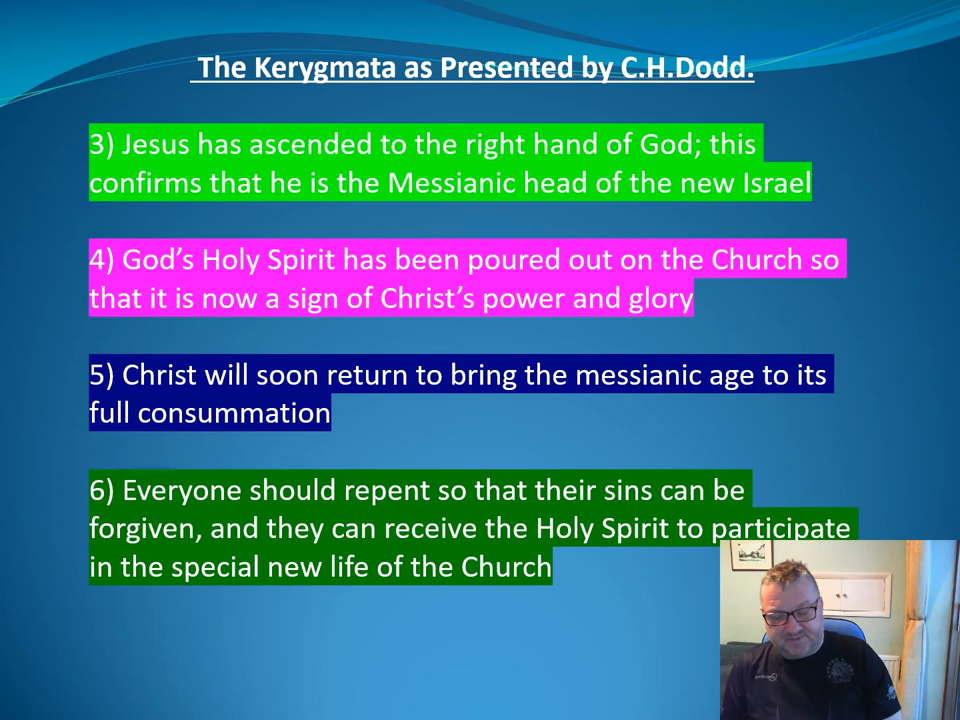 The Kerygmata as Presented by C.H.Dodd.
3) Jesus has ascended to the right hand of God; this
confirms that he is the Messianic head of the new Israel
4) God’s Holy Spirit has been poured out on the Church so
that it is now a sign of Christ’s power and glory
5) Christ will soon return to bring the messianic age to its
full consummation
6) Everyone should repent so that their sins can be
forgiven, and they can receive the Holy Spirit to participate
in the special new life of the Church